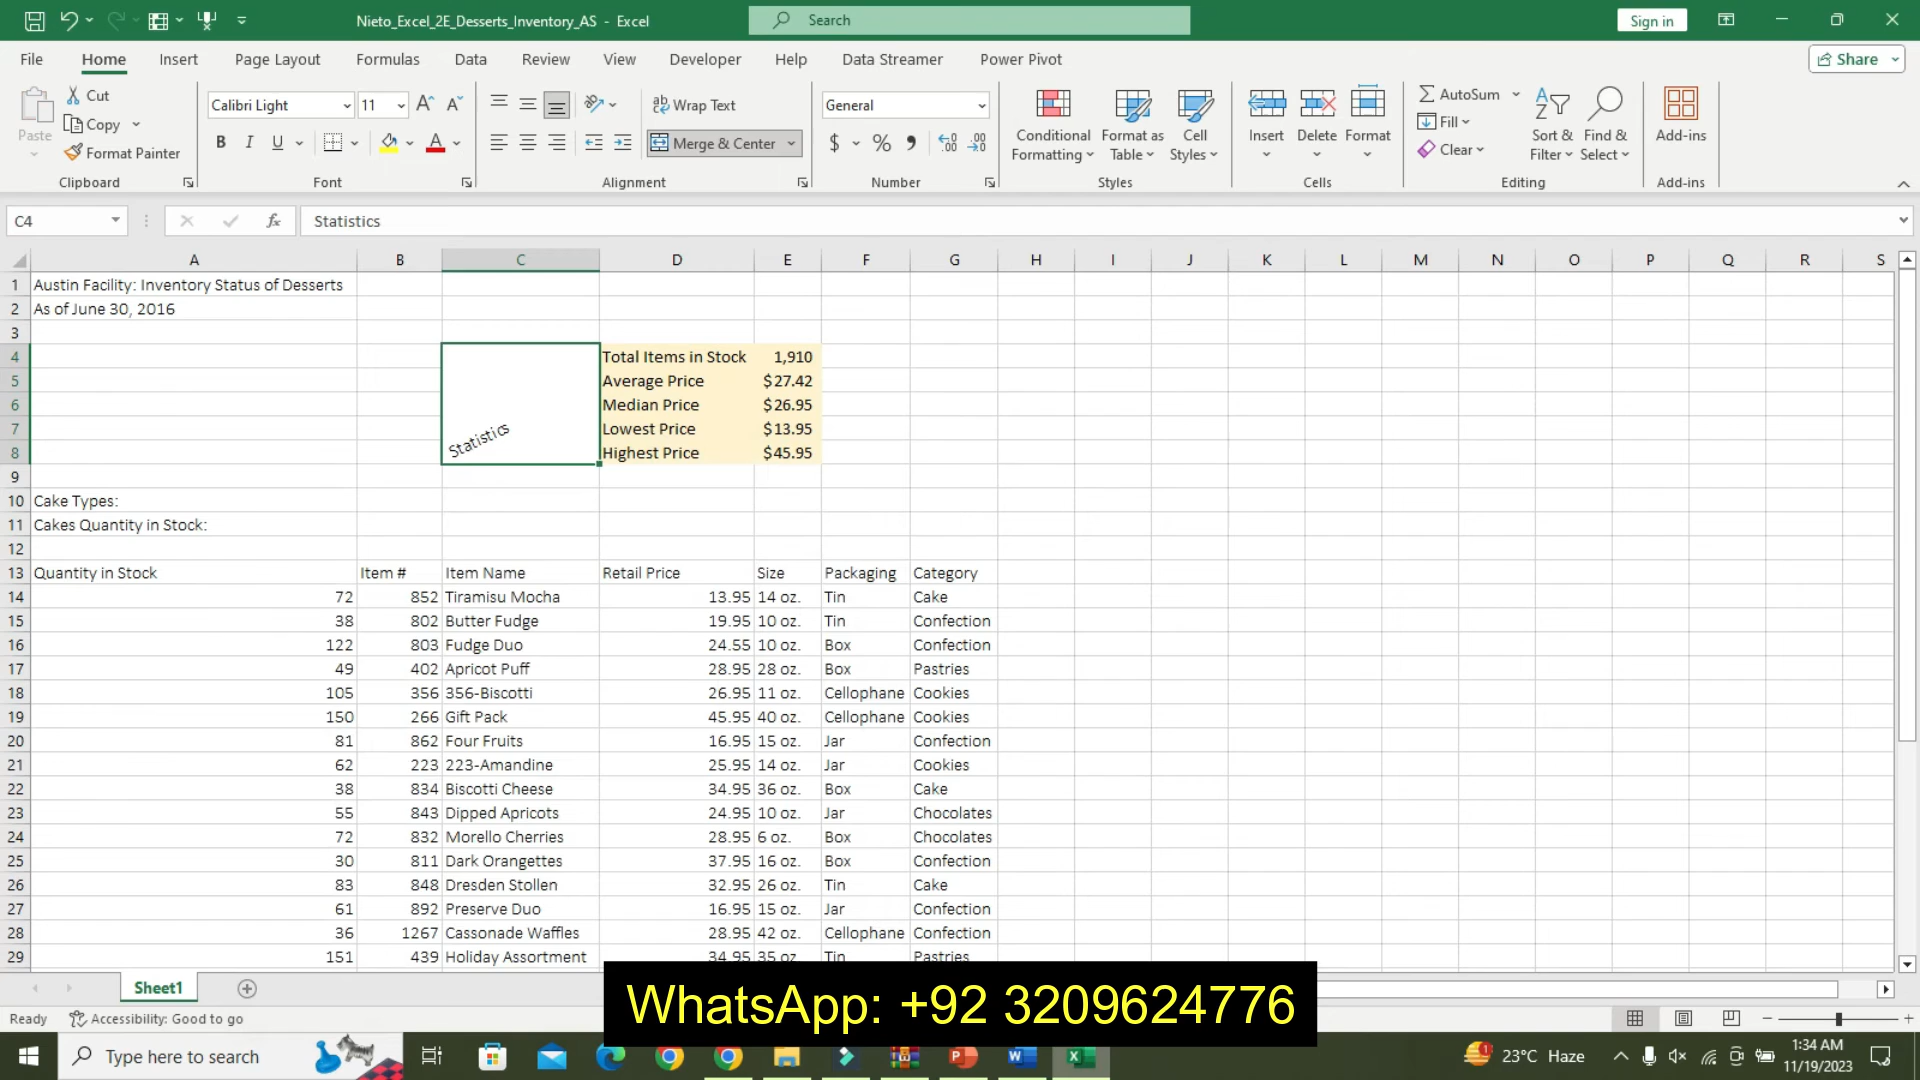 Nieto_Excel_2E_Desserts_Inventory_AS - Excel
Search
Sign in
File Home Insert Page Layout Formulas Data Review View Developer Help Data Streamer Power Pivot
Share
Paste
Cut
Copy
Format Painter
Clipboard
Calibri Light 11
B I U
Font
Wrap Text
Merge & Center
Alignment
General
$ % ,
Number
Conditional Formatting
Format as Table
Cell Styles
Styles
Insert Delete Format
Cells
AutoSum
Fill
Clear
Sort & Filter
Find & Select
Editing
Add-ins
Add-ins
C4 fx Statistics
A B C D E F G H I J K L M N O P Q R S
1 Austin Facility: Inventory Status of Desserts
2 As of June 30, 2016
3
4 Total Items in Stock 1,910
5 Average Price $27.42
6 Median Price $26.95
7 Statistics Lowest Price $13.95
8 Highest Price $45.95
9
10 Cake Types:
11 Cakes Quantity in Stock:
12
13 Quantity in Stock Item # Item Name Retail Price Size Packaging Category
14 72 852 Tiramisu Mocha 13.95 14 oz. Tin Cake
15 38 802 Butter Fudge 19.95 10 oz. Tin Confection
16 122 803 Fudge Duo 24.55 10 oz. Box Confection
17 49 402 Apricot Puff 28.95 28 oz. Box Pastries
18 105 356 356-Biscotti 26.95 11 oz. Cellophane Cookies
19 150 266 Gift Pack 45.95 40 oz. Cellophane Cookies
20 81 862 Four Fruits 16.95 15 oz. Jar Confection
21 62 223 223-Amandine 25.95 14 oz. Jar Cookies
22 38 834 Biscotti Cheese 34.95 36 oz. Box Cake
23 55 843 Dipped Apricots 24.95 10 oz. Jar Chocolates
24 72 832 Morello Cherries 28.95 6 oz. Box Chocolates
25 30 811 Dark Orangettes 37.95 16 oz. Box Confection
26 83 848 Dresden Stollen 32.95 26 oz. Tin Cake
27 61 892 Preserve Duo 16.95 15 oz. Jar Confection
28 36 1267 Cassonade Waffles 28.95 42 oz. Cellophane Confection
29 151 439 Holiday Assortment 34.95 35 oz. Tin Pastries
Sheet1
WhatsApp: +92 3209624776
Ready Accessibility: Good to go
Type here to search
23°C Haze
1:34 AM
11/19/2023